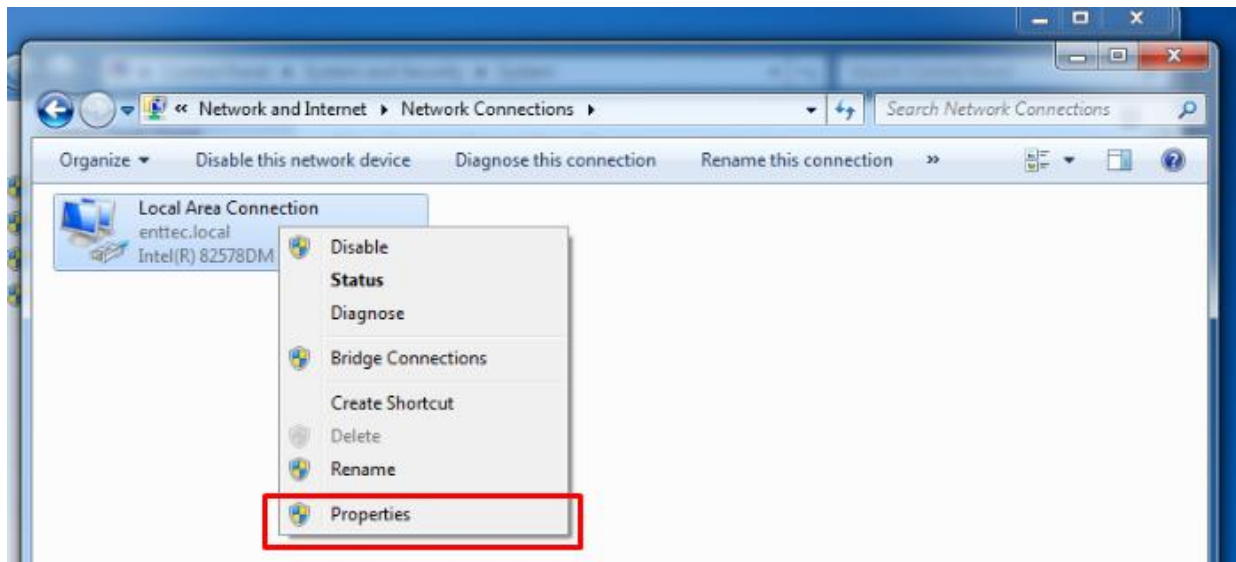 « Network and Internet ▸ Network Connections ▸
Search Network Connections
Organize Disable this network device Diagnose this connection Rename this connection »
Local Area Connection
enttec.local
Intel(R) 82578DM
Disable
Status
Diagnose
Bridge Connections
Create Shortcut
Delete
Rename
Properties